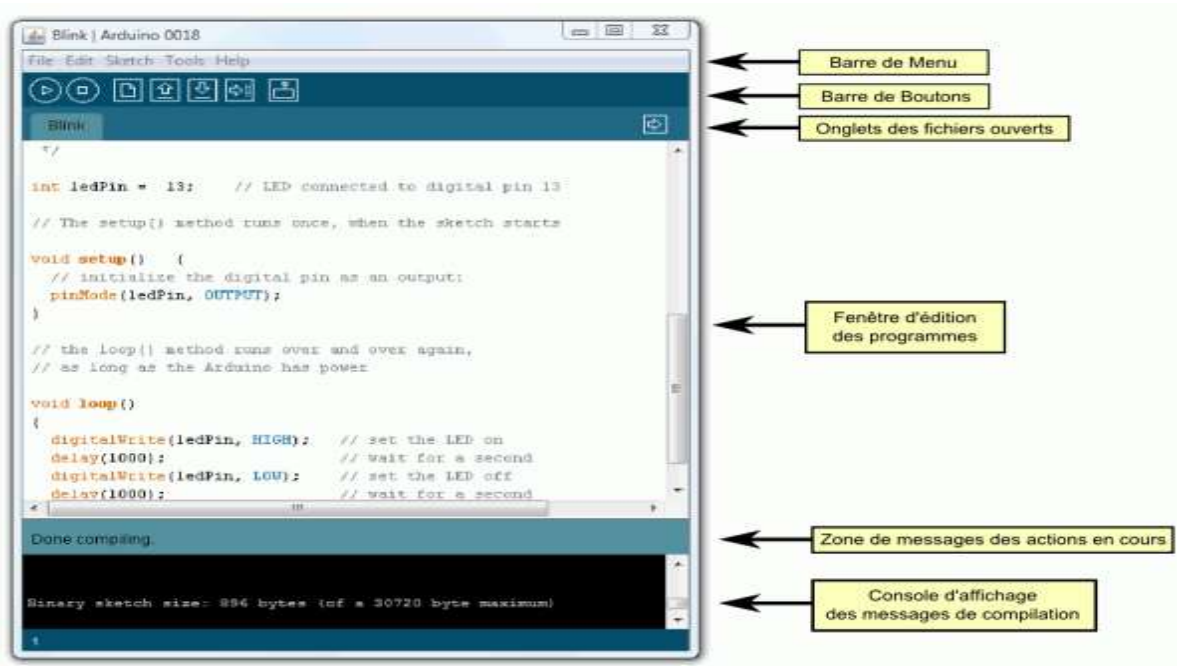 Blink | Arduino 0018
File Edit Sketch Tools Help
Barre de Menu
Barre de Boutons
Blink
Onglets des fichiers ouverts
*/
int ledPin =  13;    // LED connected to digital pin 13
// The setup() method runs once, when the sketch starts
void setup()   {
// initialize the digital pin as an output:
pinMode(ledPin, OUTPUT);
}
Fenêtre d'édition
des programmes
// the loop() method runs over and over again,
// as long as the Arduino has power
void loop()
{
digitalWrite(ledPin, HIGH);   // set the LED on
delay(1000);                  // wait for a second
digitalWrite(ledPin, LOW);    // set the LED off
delay(1000);                  // wait for a second
Done compiling.
Zone de messages des actions en cours
Binary sketch size: 896 bytes (of a 30720 byte maximum)
Console d'affichage
des messages de compilation